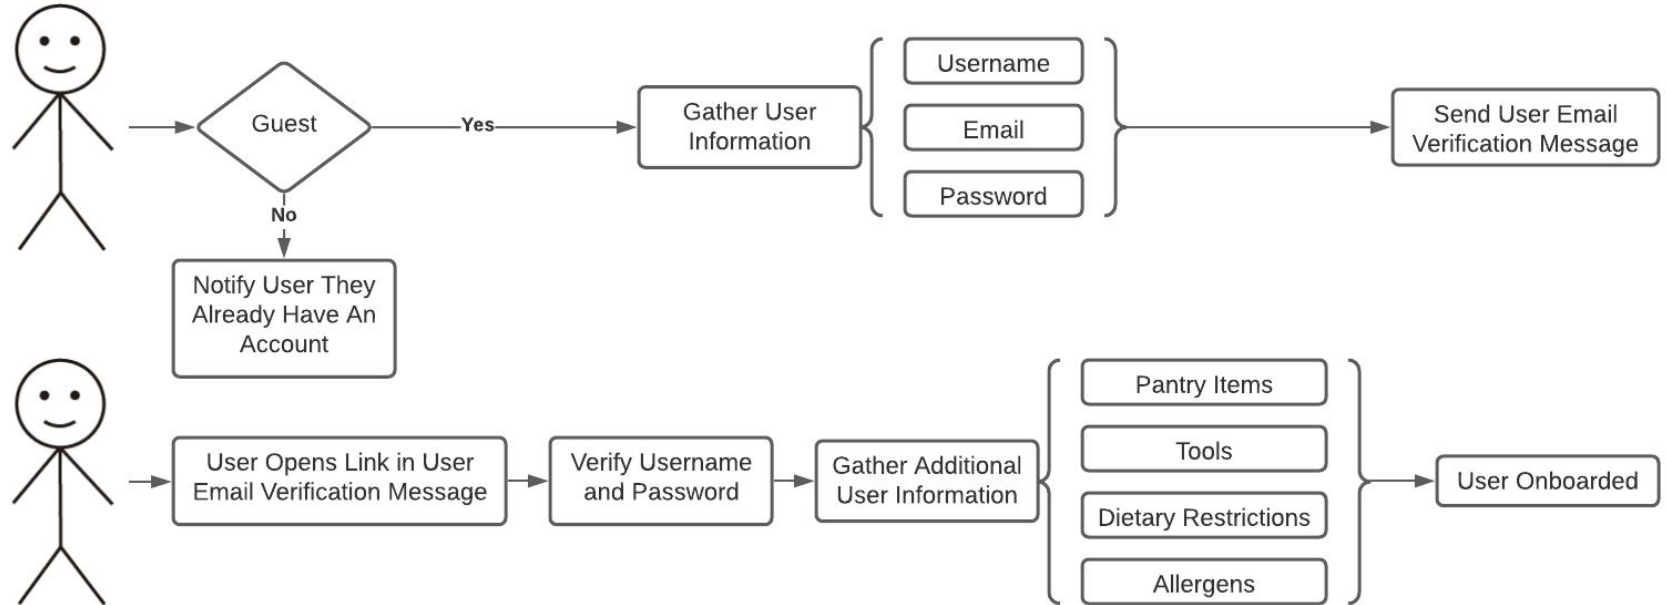 Guest
Yes
No
Notify User They
Already Have An
Account
Gather User
Information
Username
Email
Password
Send User Email
Verification Message
User Opens Link in User
Email Verification Message
Verify Username
and Password
Gather Additional
User Information
Pantry Items
Tools
Dietary Restrictions
Allergens
User Onboarded